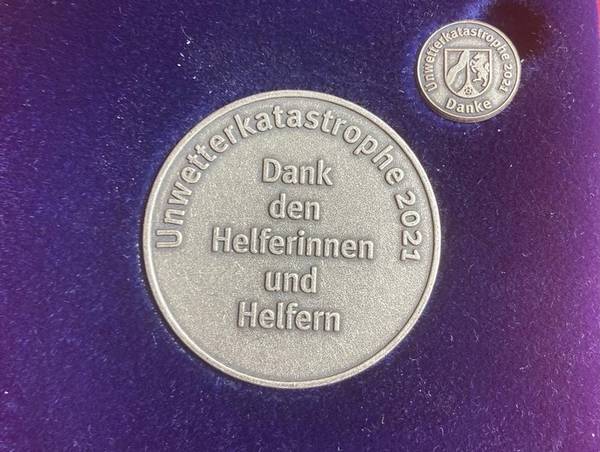 Unwetterkatastrophe 2021
Dank
den
Helferinnen
und
Helfern
Unwetterkatastrophe 2021
Danke